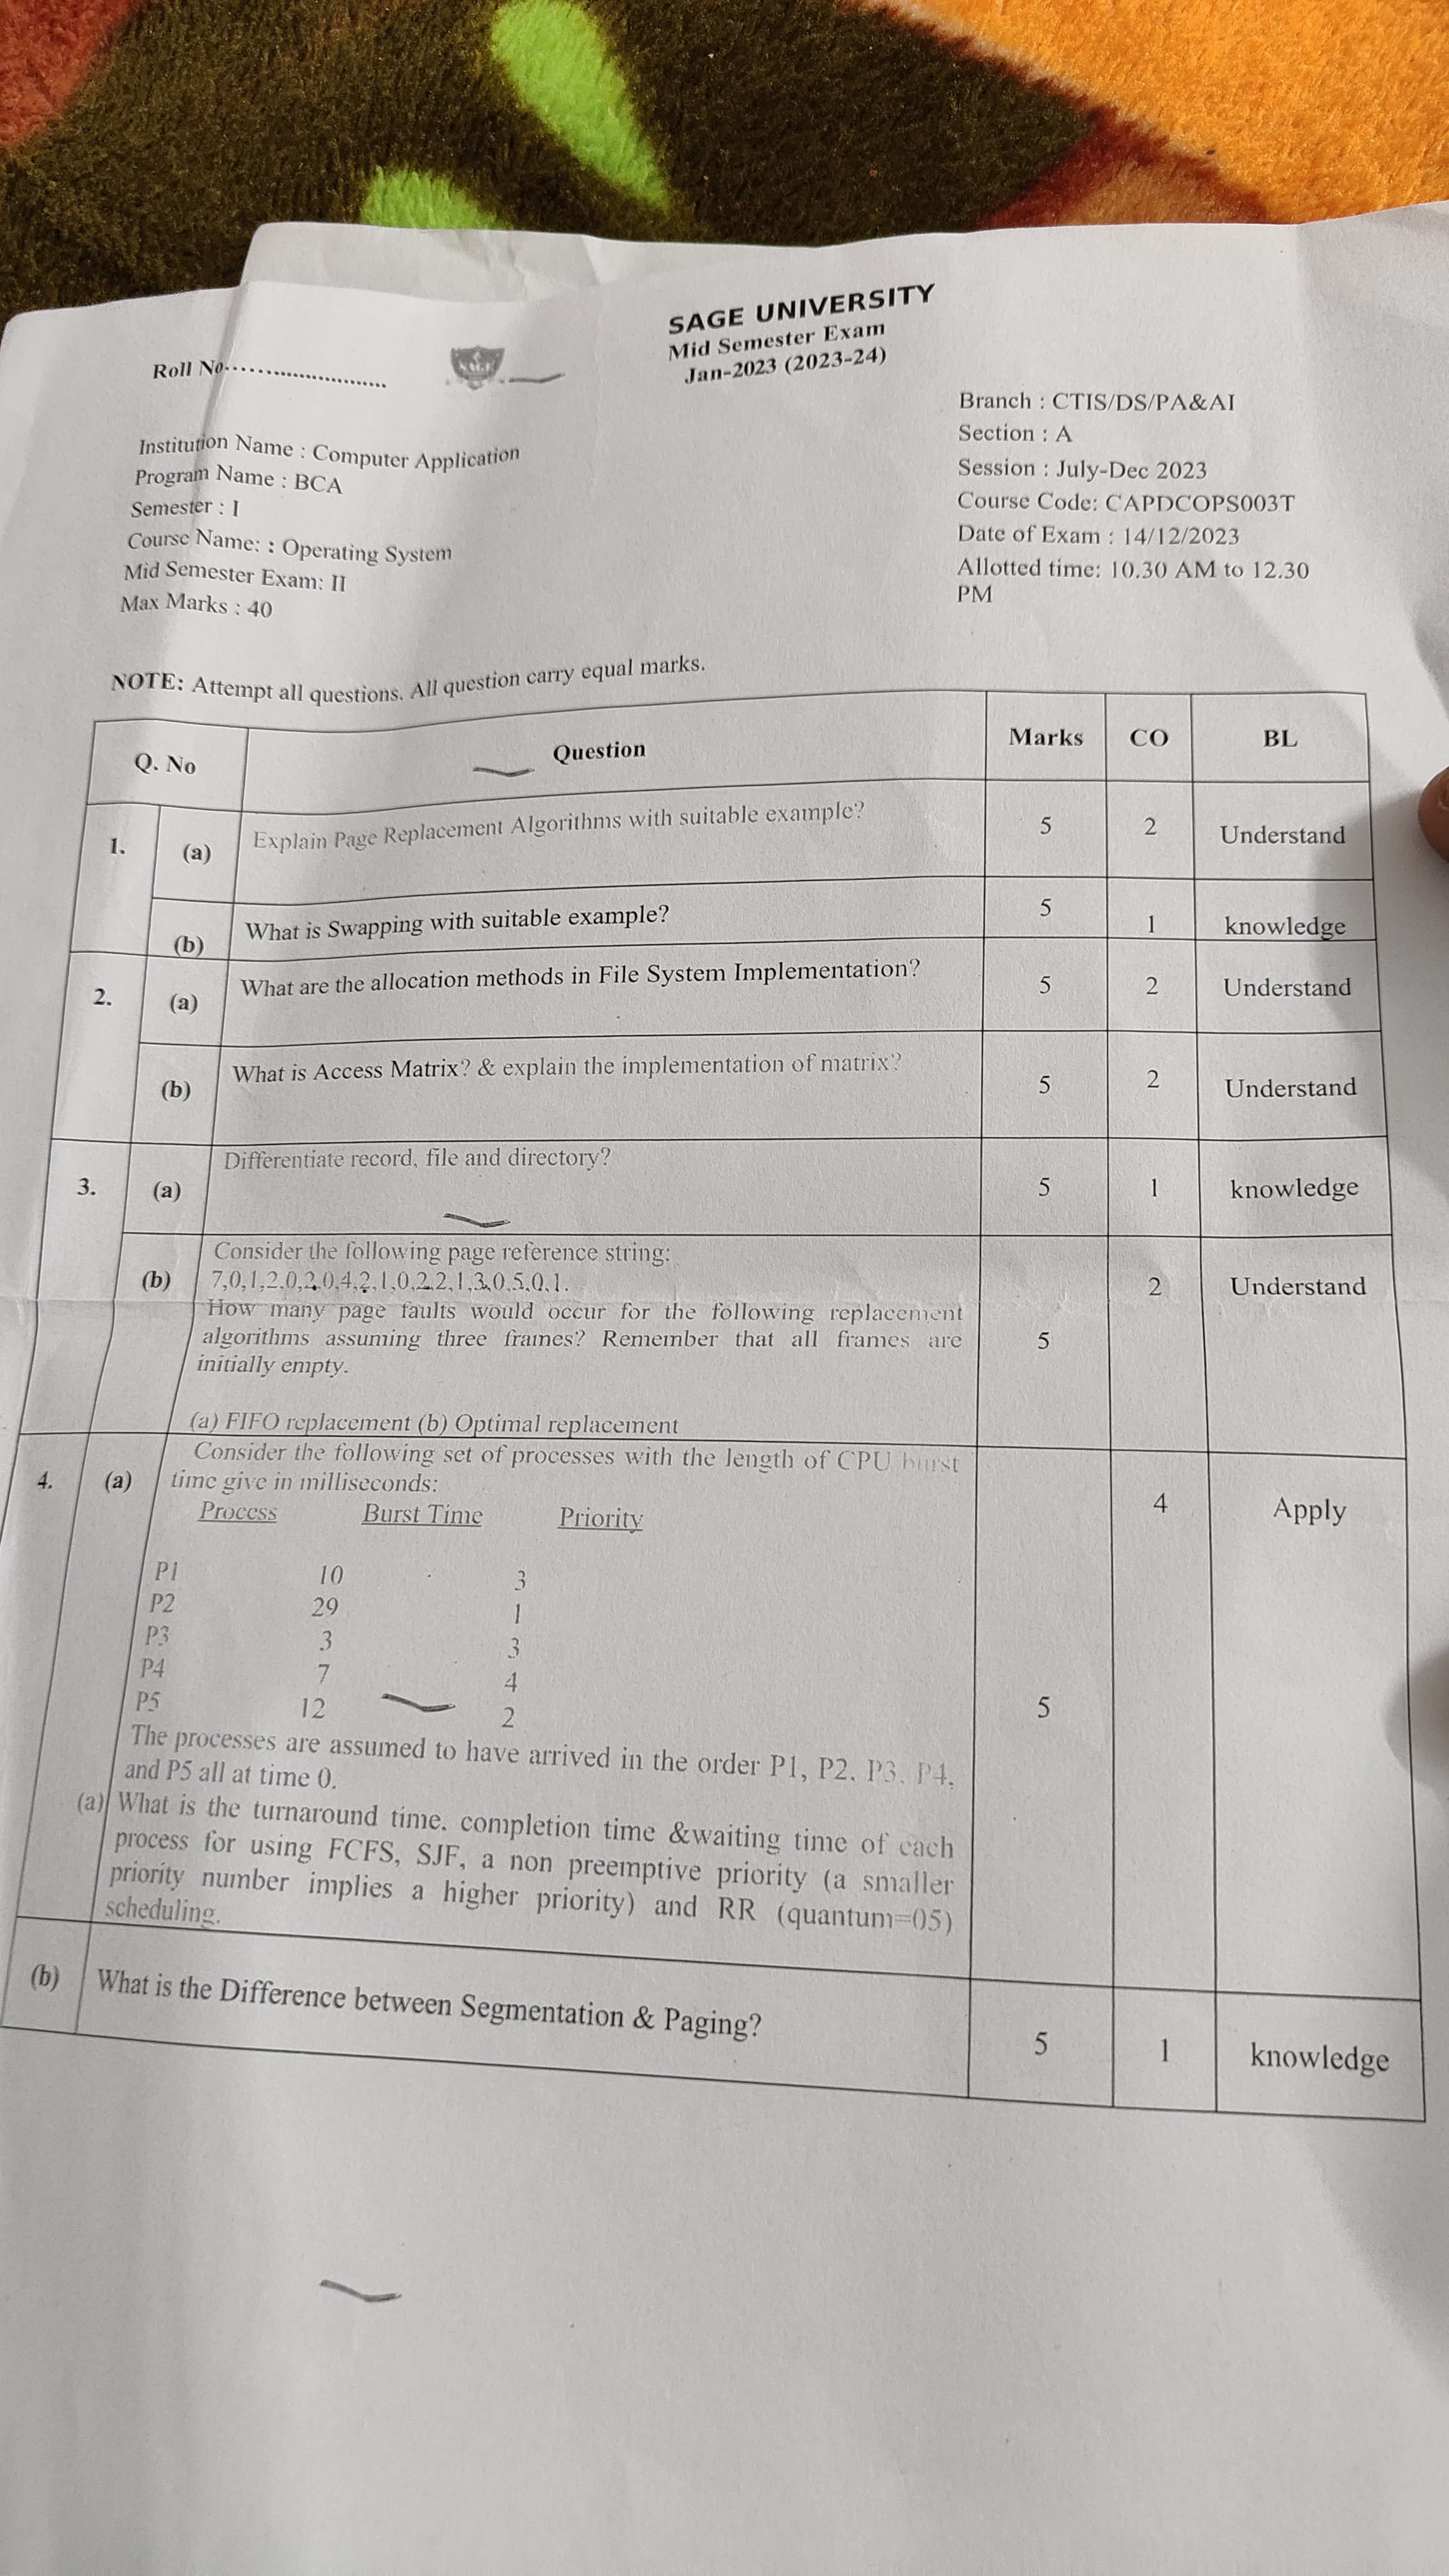 SAGE UNIVERSITY
Mid Semester Exam
Jan-2023 (2023-24)
Roll No
SAGE
Institution Name : Computer Application
Program Name : BCA
Semester : I
Course Name: : Operating System
Mid Semester Exam: II
Max Marks : 40
Branch : CTIS/DS/PA&AI
Section : A
Session : July-Dec 2023
Course Code: CAPDCOPS003T
Date of Exam : 14/12/2023
Allotted time: 10.30 AM to 12.30
PM
NOTE: Attempt all questions. All question carry equal marks.
Q. No Question Marks CO BL
1. (a) Explain Page Replacement Algorithms with suitable example? 5 2 Understand
(b) What is Swapping with suitable example? 5 1 knowledge
2. (a) What are the allocation methods in File System Implementation? 5 2 Understand
(b) What is Access Matrix? & explain the implementation of matrix? 5 2 Understand
3. (a) Differentiate record, file and directory? 5 1 knowledge
(b) Consider the following page reference string: 2 Understand
7,0,1,2,0,2,0,4,2,1,0,2,2,1,3,0,5,0,1.
How many page faults would occur for the following replacement
algorithms assuming three frames? Remember that all frames are 5
initially empty.
(a) FIFO replacement (b) Optimal replacement
4. (a) Consider the following set of processes with the length of CPU burst 4 Apply
time give in milliseconds:
Process Burst Time Priority
P1 10 3
P2 29 1
P3 3 3
P4 7 4
P5 12 2 5
The processes are assumed to have arrived in the order P1, P2, P3, P4,
and P5 all at time 0.
(a) What is the turnaround time, completion time &waiting time of each
process for using FCFS, SJF, a non preemptive priority (a smaller
priority number implies a higher priority) and RR (quantum=05)
scheduling.
(b) What is the Difference between Segmentation & Paging? 5 1 knowledge